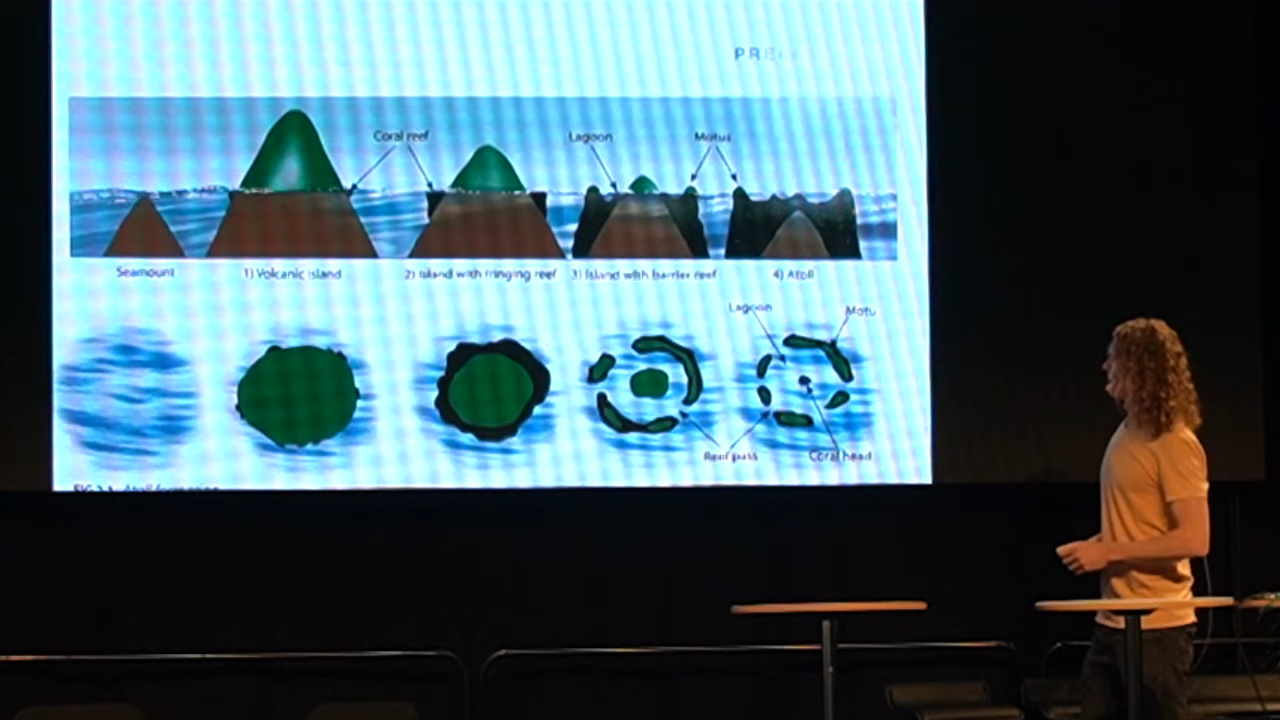 Coral reef
Lagoon
Motus
Seamount
1) Volcanic island
2) Island with fringing reef
3) Island with barrier reef
4) Atoll
Lagoon
Motu
Reef pass
Coral head